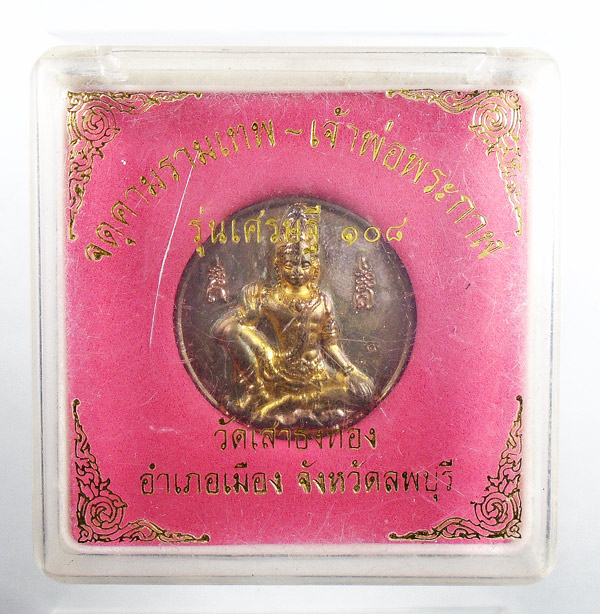 จตุคามรามเทพ ~ เจ้าพ่อพระกาฬ
รุ่นเศรษฐี ๑๐๘
วัดเสาธงทอง
อำเภอเมือง จังหวัดลพบุรี